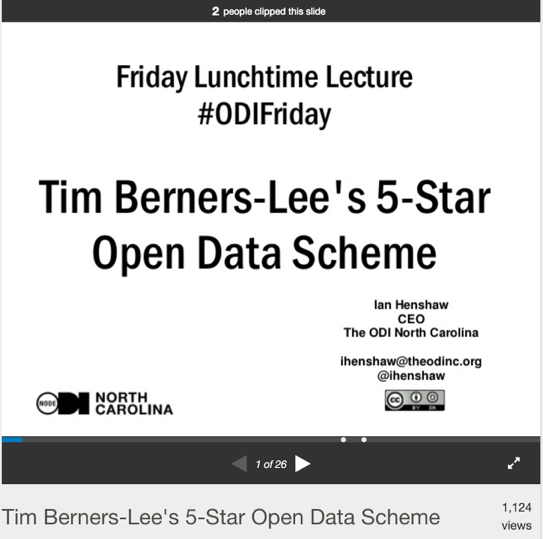 2 people clipped this slide
Friday Lunchtime Lecture
#ODIFriday
Tim Berners-Lee's 5-Star
Open Data Scheme
Ian Henshaw
CEO
The ODI North Carolina
ihenshaw@theodinc.org
@ihenshaw
NODE ODI NORTH
CAROLINA
cc
BY
1 of 26
Tim Berners-Lee's 5-Star Open Data Scheme
1,124
views